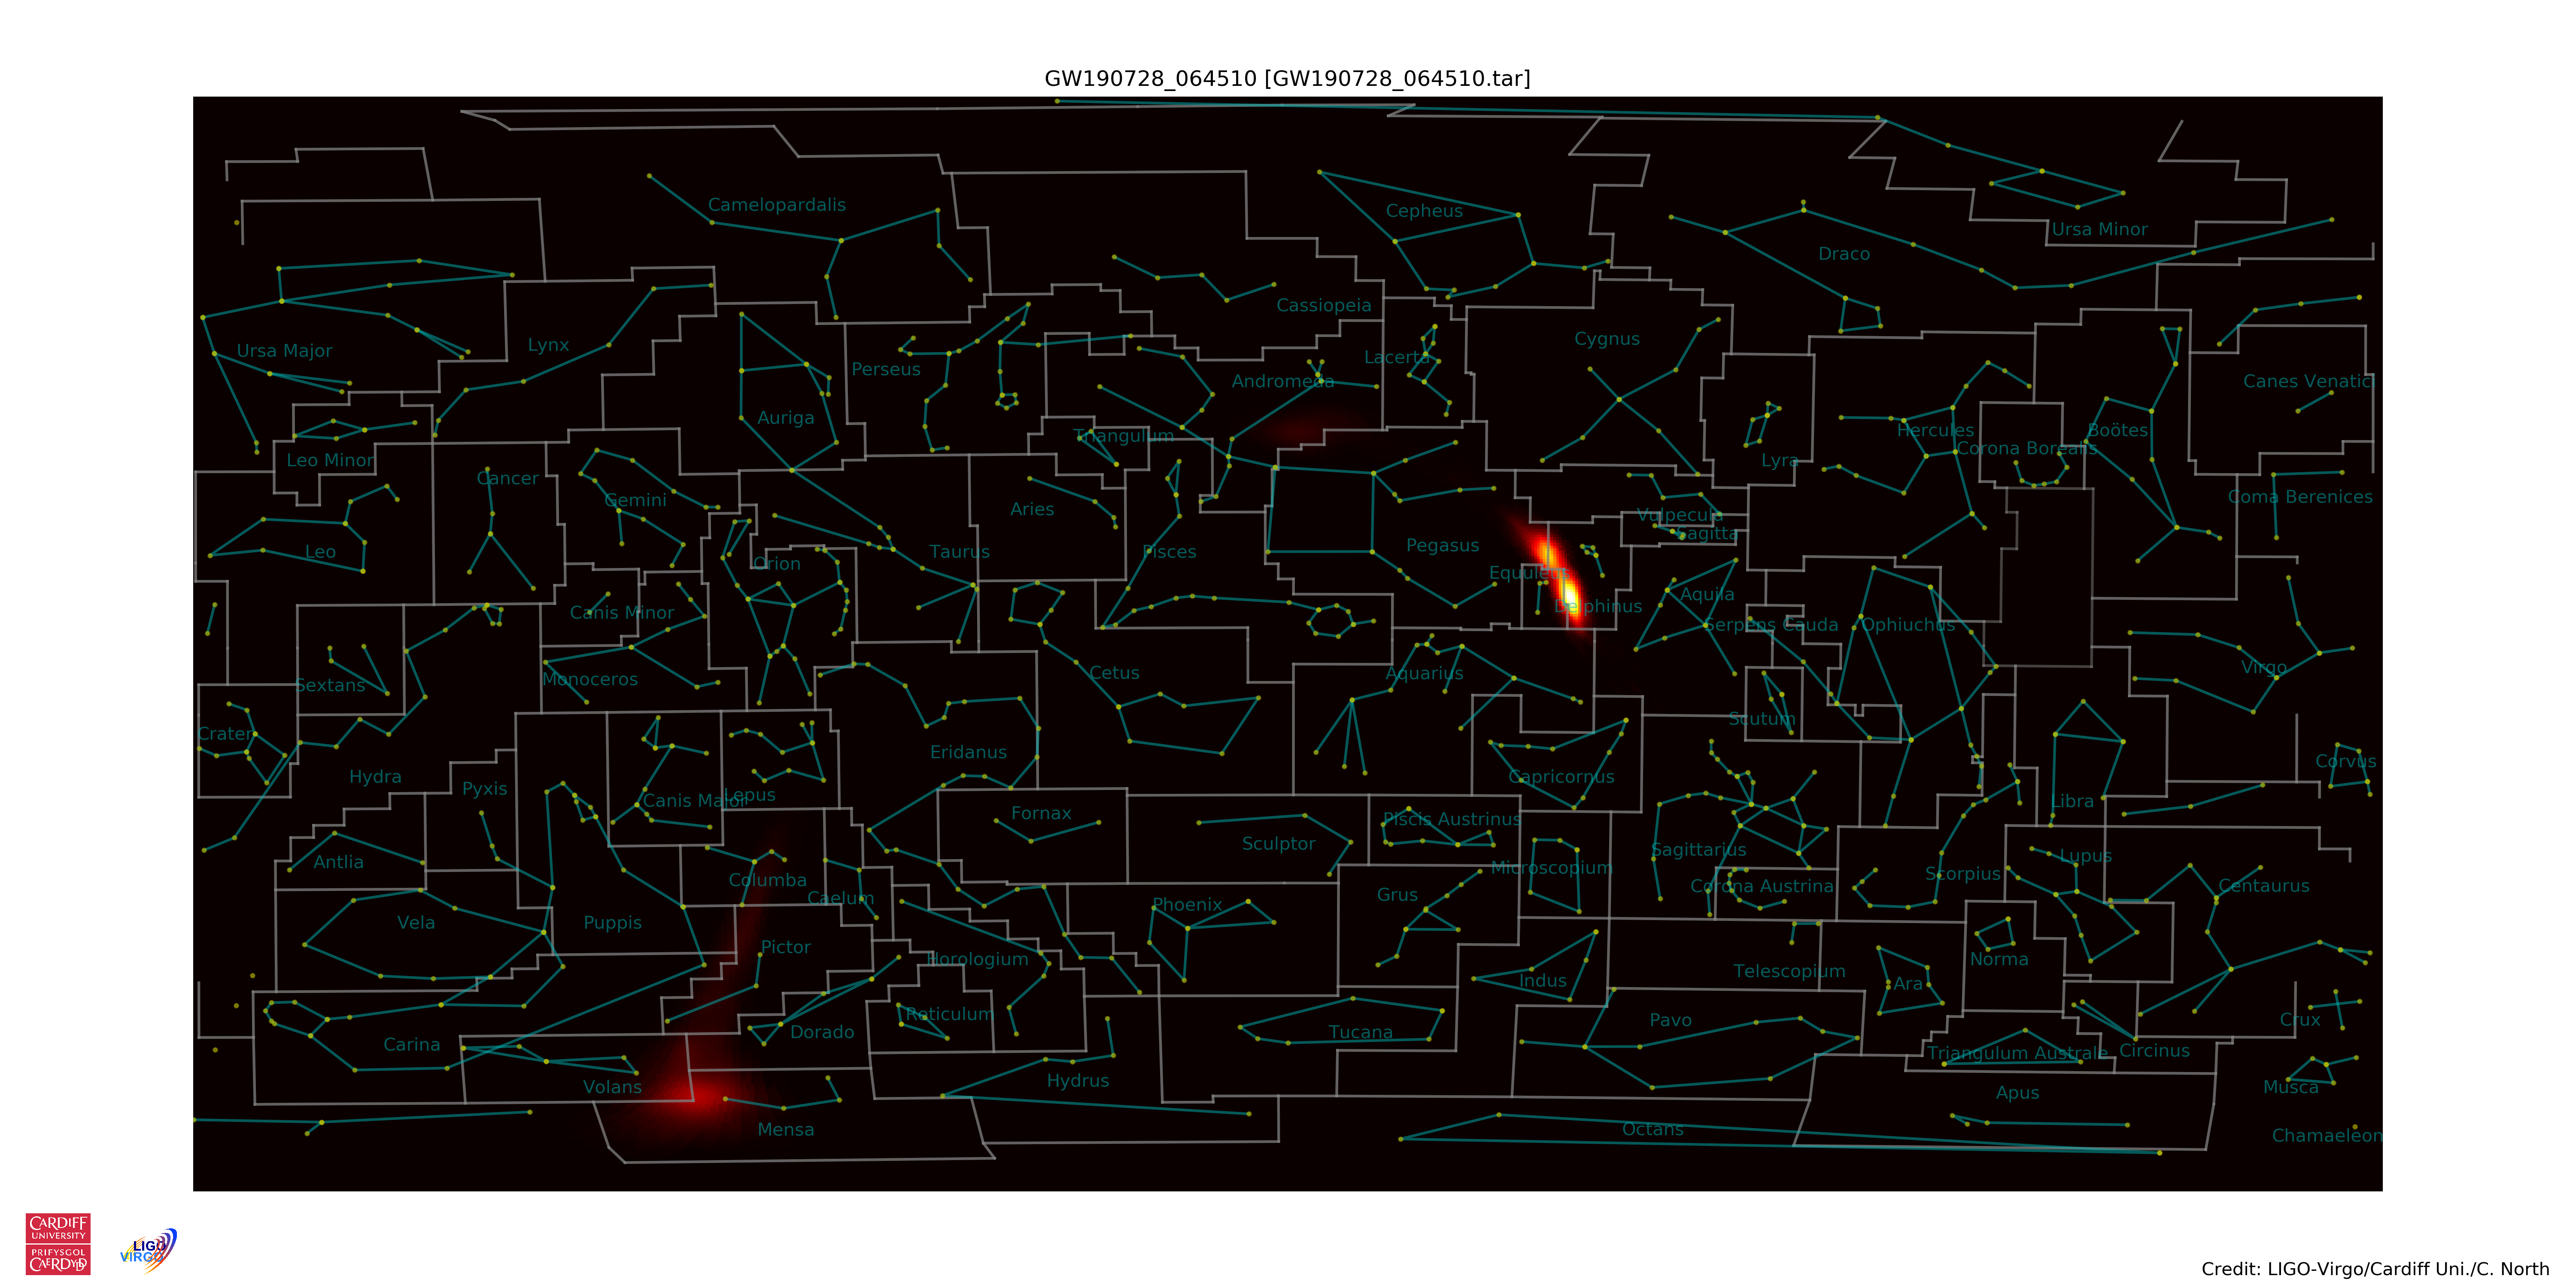 GW190728_064510 [GW190728_064510.tar]
Camelopardalis
Cepheus
Ursa Minor
Draco
Cassiopeia
Ursa Major
Lynx
Perseus
Lacerta
Cygnus
Andromeda
Canes Venatici
Auriga
Triangulum
Hercules
Boötes
Corona Borealis
Leo Minor
Lyra
Cancer
Gemini
Coma Berenices
Aries
Vulpecula
Sagitta
Leo
Orion
Taurus
Pisces
Pegasus
Equuleus
Canis Minor
Delphinus
Aquila
Serpens Cauda
Ophiuchus
Sextans
Monoceros
Cetus
Aquarius
Virgo
Crater
Scutum
Eridanus
Hydra
Pyxis
Capricornus
Corvus
Canis Major
Lepus
Fornax
Libra
Piscis Austrinus
Antlia
Sculptor
Sagittarius
Lupus
Columba
Caelum
Microscopium
Corona Austrina
Scorpius
Centaurus
Grus
Phoenix
Vela
Puppis
Pictor
Horologium
Norma
Telescopium
Indus
Ara
Reticulum
Carina
Dorado
Tucana
Pavo
Crux
Triangulum Australe
Circinus
Volans
Hydrus
Apus
Musca
Mensa
Octans
Chamaeleon
CARDIFF
UNIVERSITY
PRIFYSGOL
CAERDYDD
LIGO
VIRGO
Credit: LIGO-Virgo/Cardiff Uni./C. North